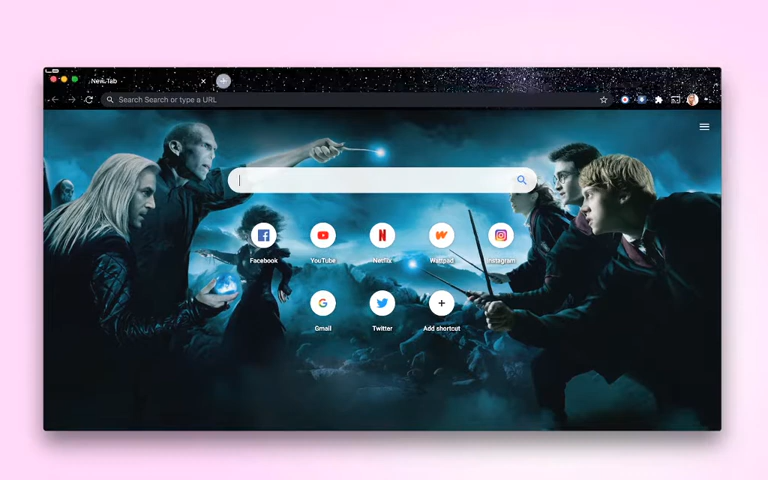 New Tab
Search Search or type a URL
Facebook
YouTube
Netflix
Wattpad
Instagram
Gmail
Twitter
Add shortcut